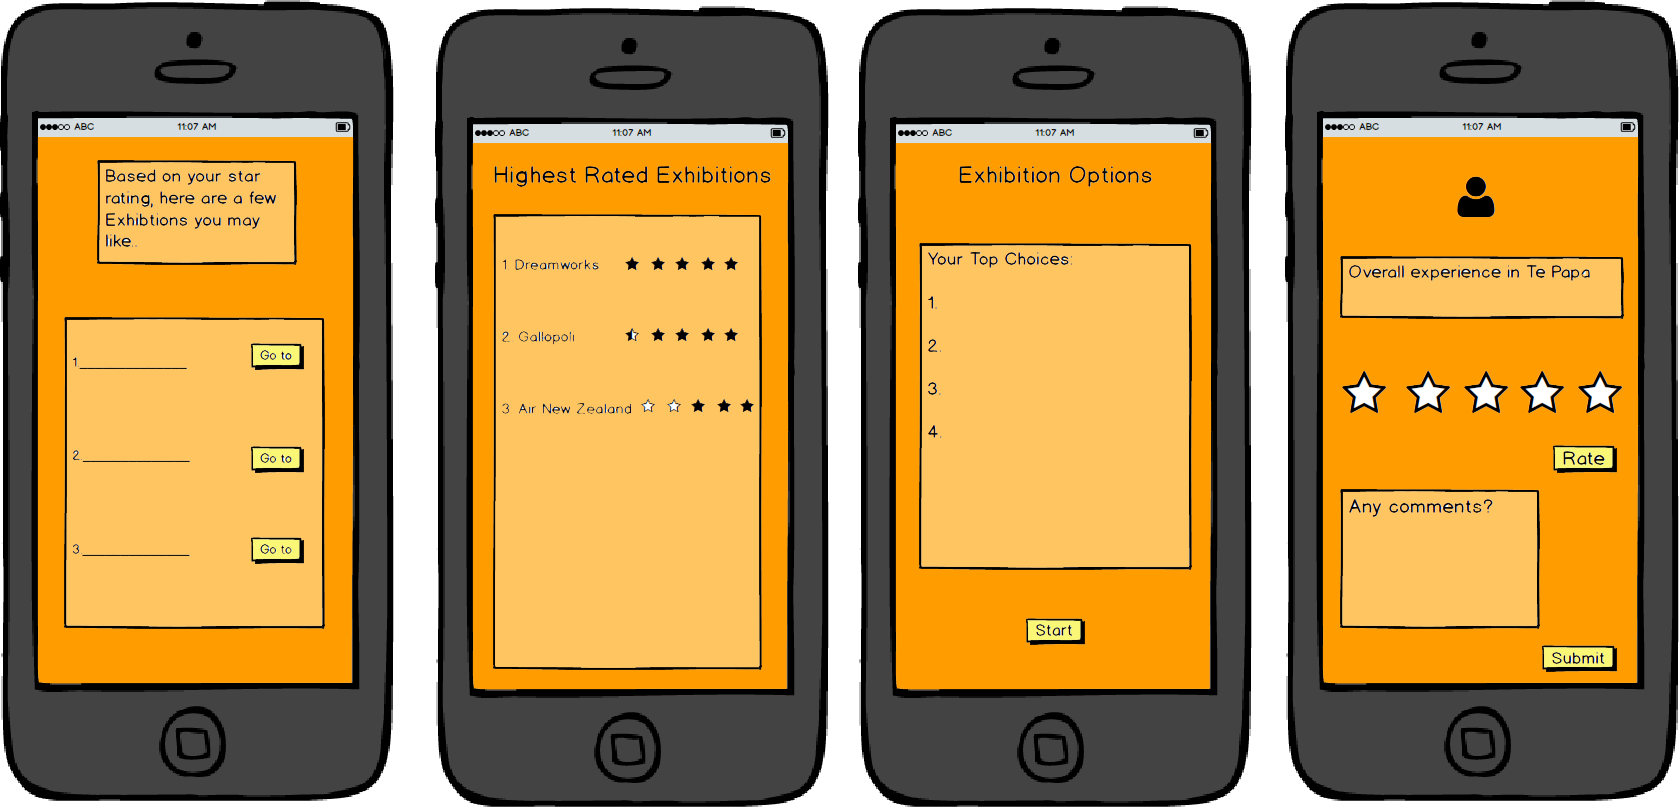 ABC 11:07 AM
Based on your star
rating, here are a few
Exhibtions you may
like..
1. Go to
2. Go to
3. Go to
ABC 11:07 AM
Highest Rated Exhibitions
1 Dreamworks
2. Gallopoli
3 Air New Zealand
ABC 11:07 AM
Exhibition Options
Your Top Choices:
1.
2.
3.
4.
Start
ABC 11:07 AM
Overall experience in Te Papa
Rate
Any comments?
Submit